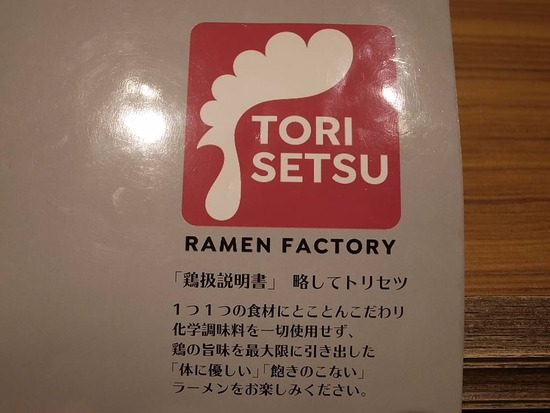 TORI
SETSU
RAMEN FACTORY
「鶏扱説明書」 略してトリセツ
1つ1つの食材にとことんこだわり
化学調味料を一切使用せず、
鶏の旨味を最大限に引き出した
「体に優しい」「飽きのこない」
ラーメンをお楽しみください。